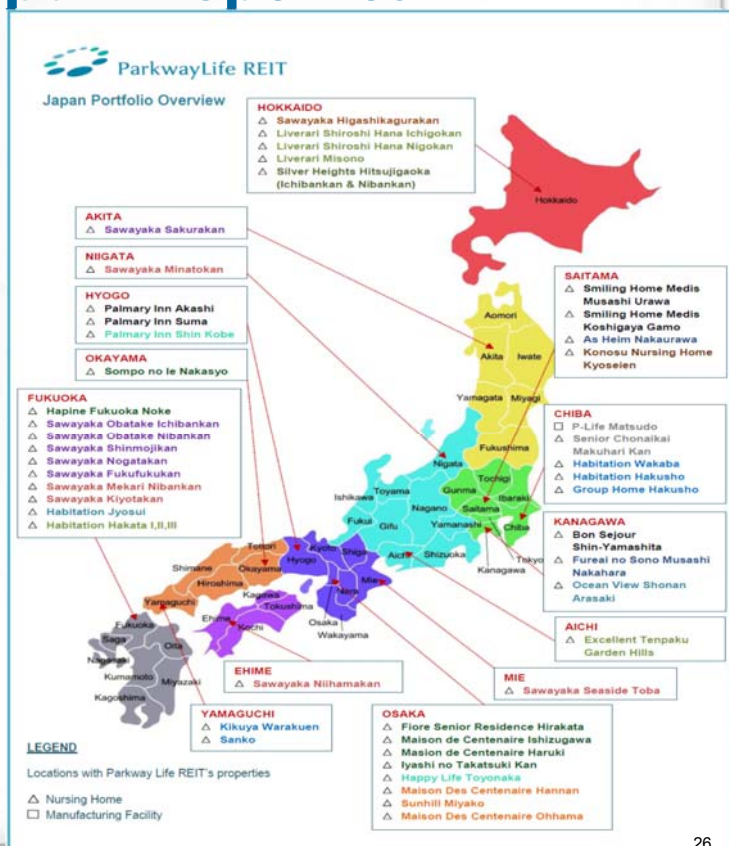 ParkwayLife REIT
Japan Portfolio Overview
HOKKAIDO
△ Sawayaka Higashikagurakan
△ Liverari Shiroshi Hana Ichigokan
△ Liverari Shiroshi Hana Nigokan
△ Liverari Misono
△ Silver Heights Hitsujigaoka
(Ichibankan & Nibankan)
Hokkaido
AKITA
△ Sawayaka Sakurakan
NIIGATA
△ Sawayaka Minatokan
HYOGO
△ Palmary Inn Akashi
△ Palmary Inn Suma
△ Palmary Inn Shin Kobe
OKAYAMA
△ Sompo no Ie Nakasyo
FUKUOKA
△ Hapine Fukuoka Noke
△ Sawayaka Obatake Ichibankan
△ Sawayaka Obatake Nibankan
△ Sawayaka Shinmojikan
△ Sawayaka Nogatakan
△ Sawayaka Fukufukukan
△ Sawayaka Mekari Nibankan
△ Sawayaka Kiyotakan
△ Habitation Jyosui
△ Habitation Hakata I,II,III
SAITAMA
△ Smiling Home Medis
Musashi Urawa
△ Smiling Home Medis
Koshigaya Gamo
△ As Heim Nakaurawa
△ Konosu Nursing Home
Kyoseien
CHIBA
□ P-Life Matsudo
△ Senior Chonaikai
Makuhari Kan
△ Habitation Wakaba
△ Habitation Hakusho
△ Group Home Hakusho
KANAGAWA
△ Bon Sejour
Shin-Yamashita
△ Fureai no Sono Musashi
Nakahara
△ Ocean View Shonan
Arasaki
AICHI
△ Excellent Tenpaku
Garden Hills
Aomori
Akita
Iwate
Yamagata
Miyagi
Fukushima
Nigata
Tochigi
Gunma
Ibaraki
Ishikawa
Toyama
Nagano
Saitama
Fukui
Gifu
Yamanashi
Chiba
Tokyo
Aichi
Shizuoka
Kanagawa
Tottori
Kyoto
Shiga
Hyogo
Shimane
Okayama
Mie
Hiroshima
Nara
Yamaguchi
Kagawa
Tokushima
Osaka
Wakayama
Ehime
Kochi
Fukuoka
Saga
Oita
Nagasaki
Kumamoto
Miyazaki
Kagoshima
EHIME
△ Sawayaka Niihamakan
MIE
△ Sawayaka Seaside Toba
YAMAGUCHI
△ Kikuya Warakuen
△ Sanko
OSAKA
△ Fiore Senior Residence Hirakata
△ Maison de Centenaire Ishizugawa
△ Masion de Centenaire Haruki
△ Iyashi no Takatsuki Kan
△ Happy Life Toyonaka
△ Maison Des Centenaire Hannan
△ Sunhill Miyako
△ Maison Des Centenaire Ohhama
LEGEND
Locations with Parkway Life REIT's properties
△ Nursing Home
□ Manufacturing Facility
26